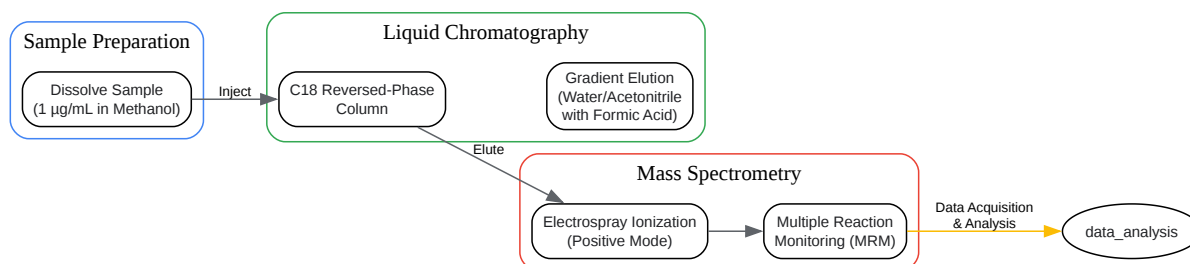 Sample Preparation
Dissolve Sample
(1 µg/mL in Methanol)
Inject
Liquid Chromatography
C18 Reversed-Phase
Column
Gradient Elution
(Water/Acetonitrile
with Formic Acid)
Elute
Mass Spectrometry
Electrospray Ionization
(Positive Mode)
Multiple Reaction
Monitoring (MRM)
Data Acquisition
& Analysis
data_analysis